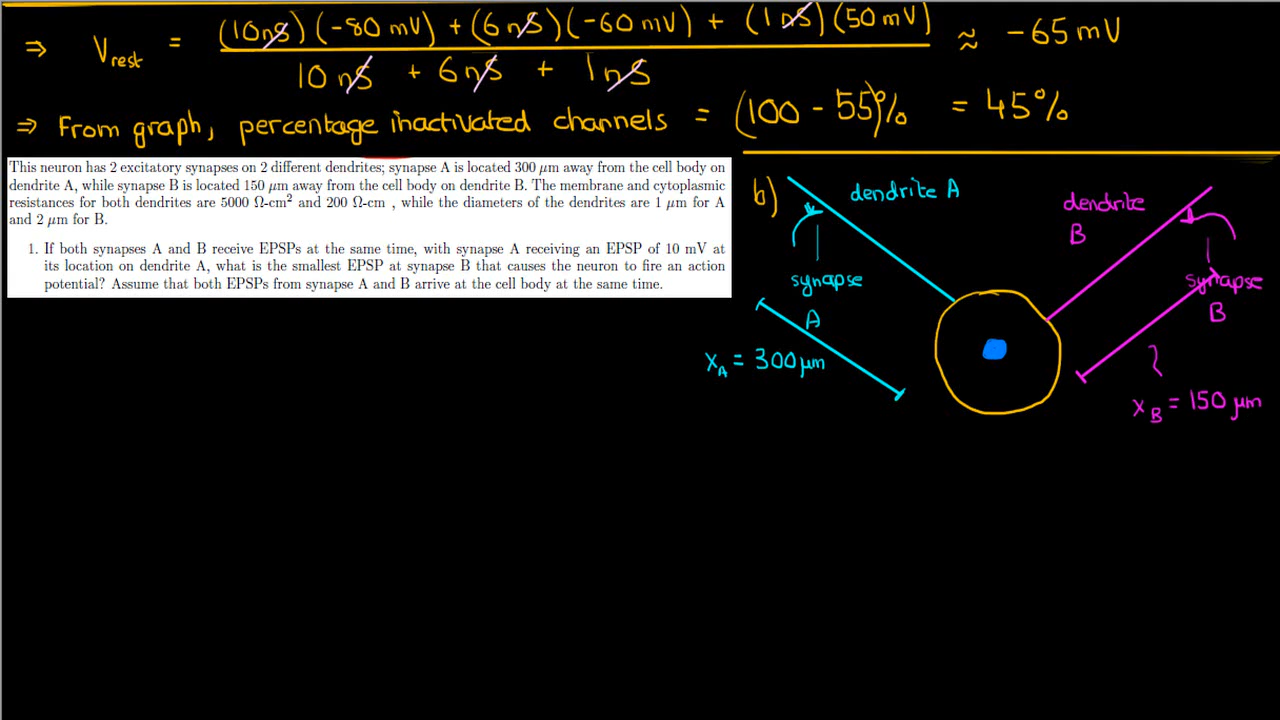 ⇒ V_rest = (10 nS)(-80 mV) + (6 nS)(-60 mV) + (1 nS)(50 mV) ≈ -65 mV
10 nS + 6 nS + 1 nS
⇒ From graph, percentage inactivated channels = (100 - 55)% = 45%
This neuron has 2 excitatory synapses on 2 different dendrites; synapse A is located 300 μm away from the cell body on
dendrite A, while synapse B is located 150 μm away from the cell body on dendrite B. The membrane and cytoplasmic
resistances for both dendrites are 5000 Ω-cm² and 200 Ω-cm , while the diameters of the dendrites are 1 μm for A
and 2 μm for B.
1. If both synapses A and B receive EPSPs at the same time, with synapse A receiving an EPSP of 10 mV at
its location on dendrite A, what is the smallest EPSP at synapse B that causes the neuron to fire an action
potential? Assume that both EPSPs from synapse A and B arrive at the cell body at the same time.
b)
dendrite A
synapse
A
x_A = 300 μm
dendrite
B
synapse
B
x_B = 150 μm